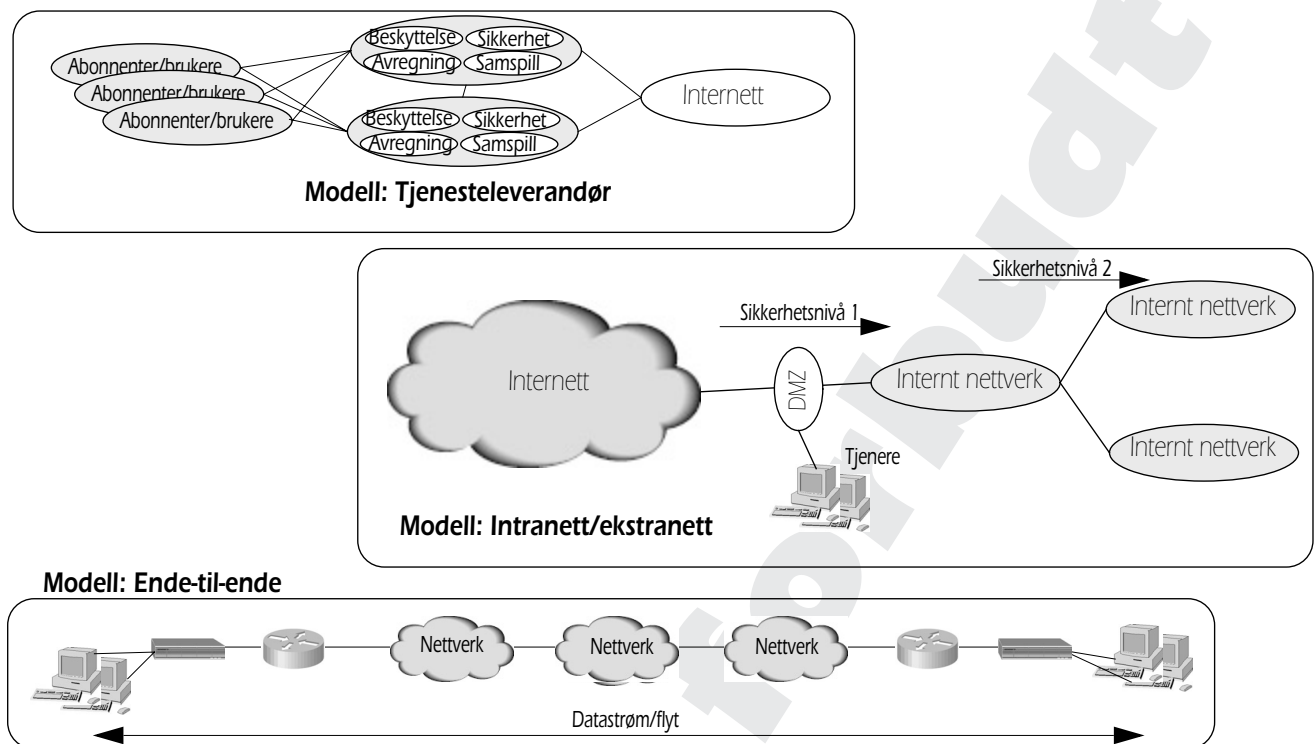 Beskyttelse Sikkerhet
Avregning Samspill
Abonnenter/brukere
Abonnenter/brukere
Abonnenter/brukere
Internett
Beskyttelse Sikkerhet
Avregning Samspill
Modell: Tjenesteleverandør
Sikkerhetsnivå 2
Sikkerhetsnivå 1
Internt nettverk
Internett
DMZ
Internt nettverk
Internt nettverk
Tjenere
Modell: Intranett/ekstranett
Modell: Ende-til-ende
Nettverk
Nettverk
Nettverk
Datastrøm/flyt
forbudt